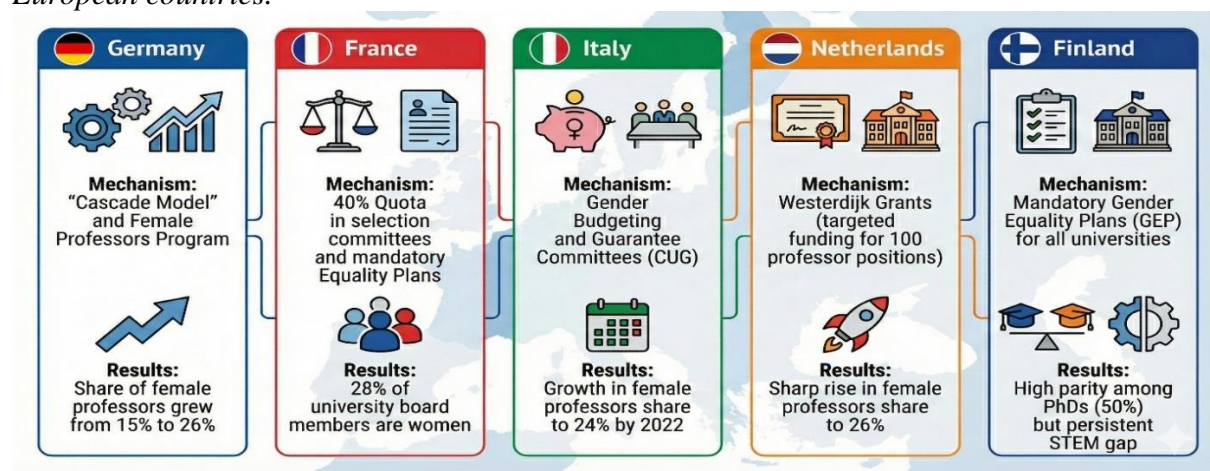 European countries.
Germany
Mechanism:
"Cascade Model"
and Female
Professors Program
Results:
Share of female
professors grew
from 15% to 26%
France
Mechanism:
40% Quota
in selection
committees
and mandatory
Equality Plans
Results:
28% of
university board
members are women
Italy
Mechanism:
Gender
Budgeting
and Guarantee
Committees (CUG)
Results:
Growth in female
professors share
to 24% by 2022
Netherlands
Mechanism:
Westerdijk Grants
(targeted
funding for 100
professor positions)
Results:
Sharp rise in female
professors share
to 26%
Finland
Mechanism:
Mandatory Gender
Equality Plans (GEP)
for all universities
Results:
High parity among
PhDs (50%)
but persistent
STEM gap